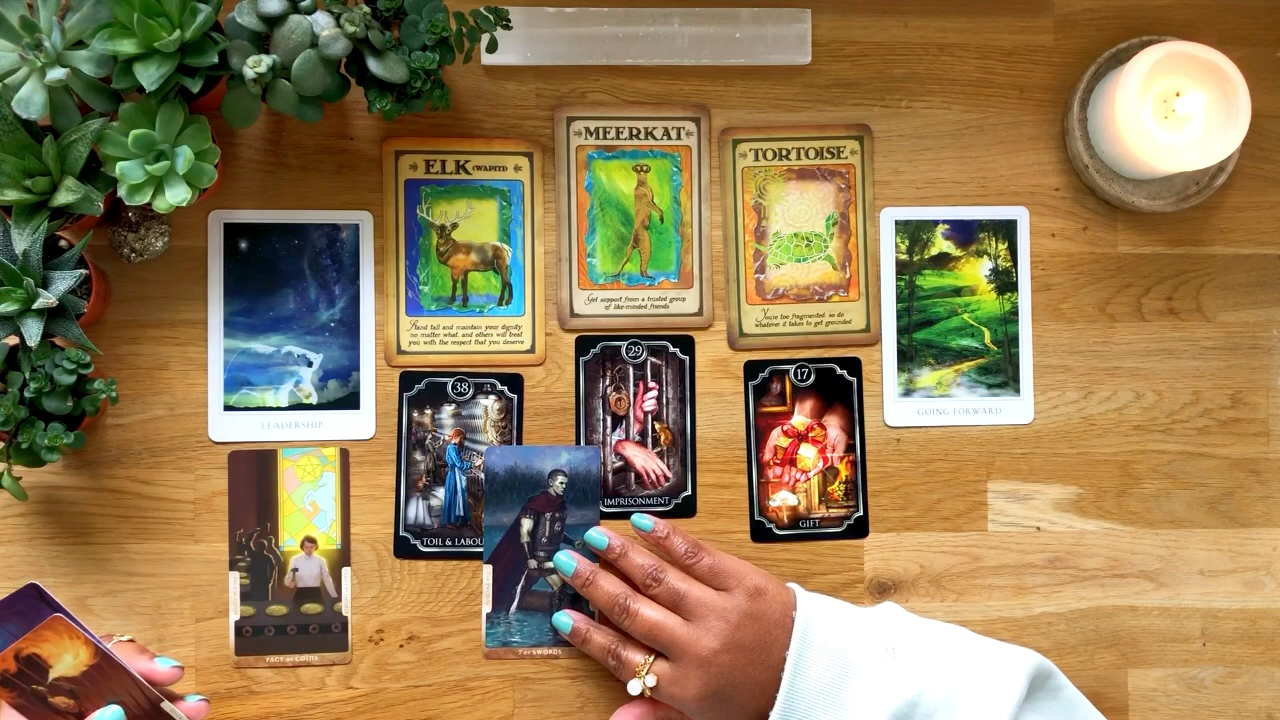 ELK (WAPITI)
Stand tall and maintain your dignity
no matter what, and others will treat
you with the respect that you deserve
MEERKAT
Get support from a trusted group
of like-minded friends
TORTOISE
You're too fragmented, so do
whatever it takes to get grounded
LEADERSHIP
GOING FORWARD
38
TOIL & LABOU
29
IMPRISONMENT
17
GIFT
PAGE OF COINS
7 OF SWORDS